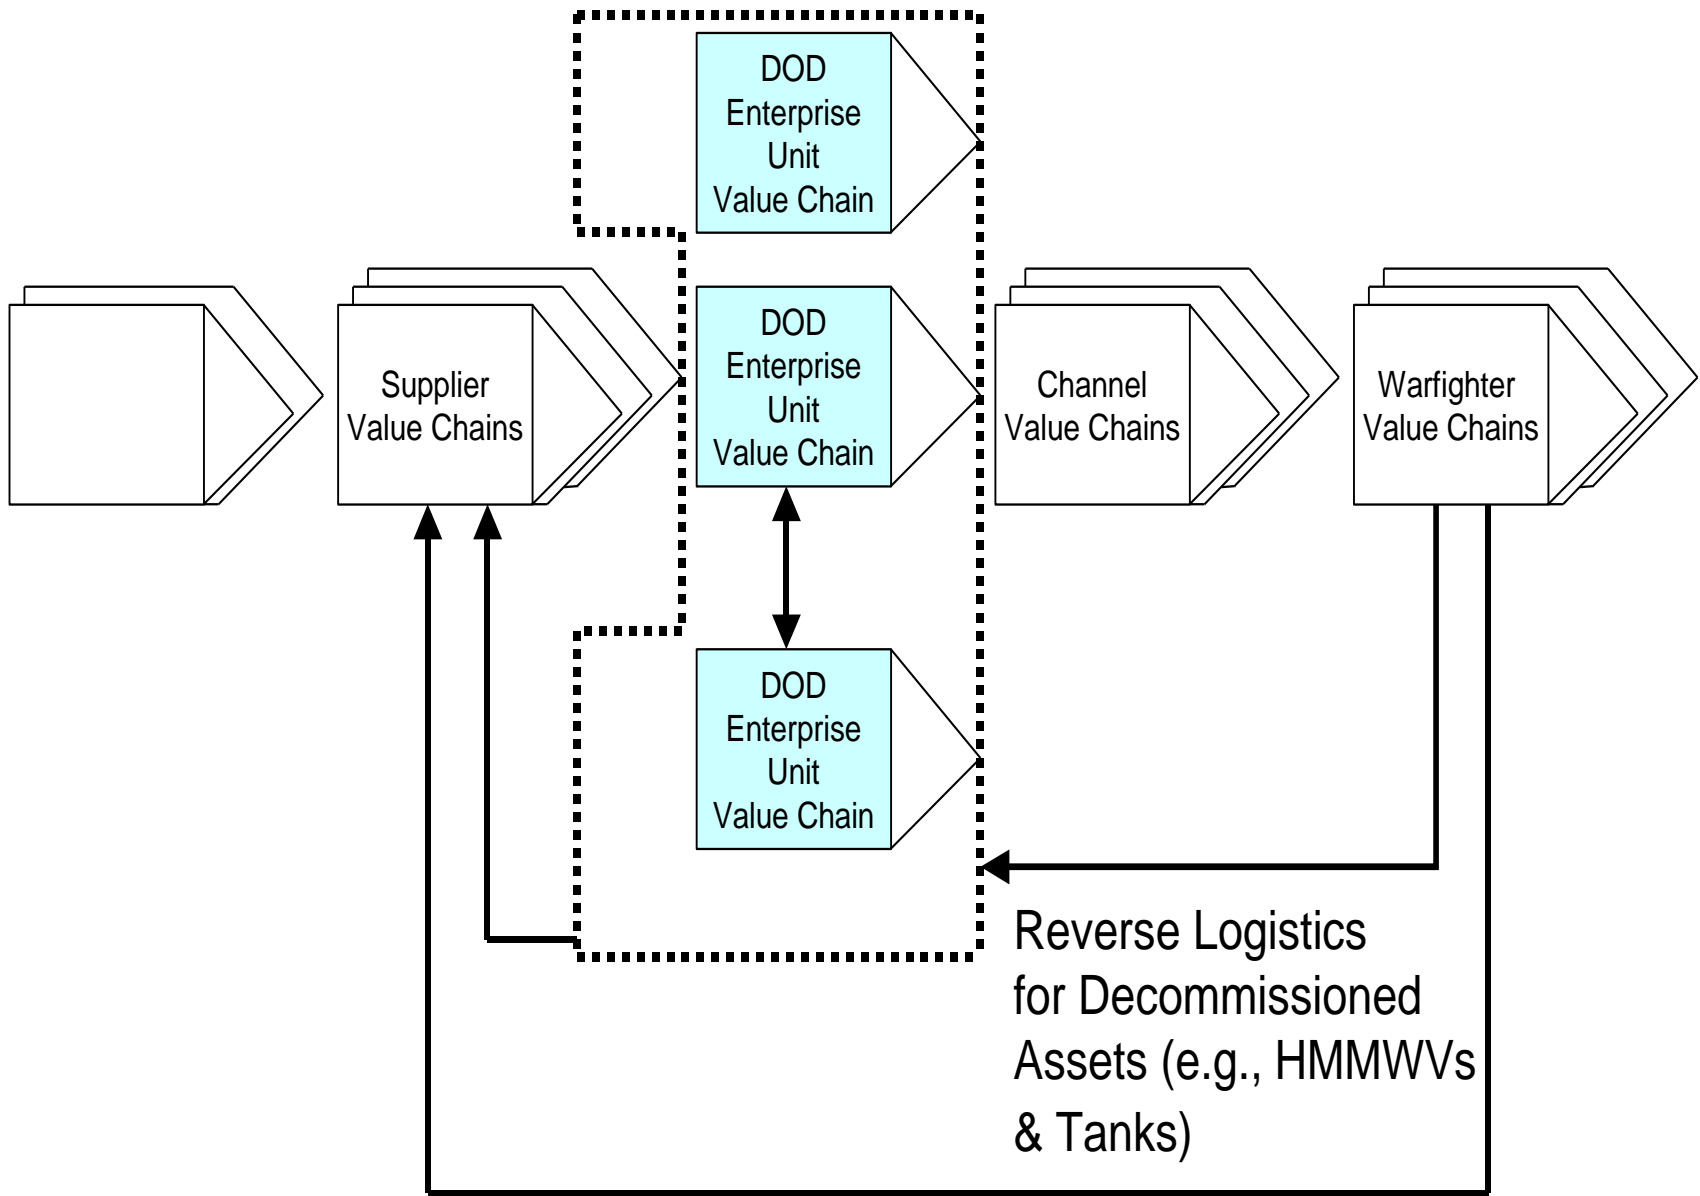 DOD
Enterprise
Unit
Value Chain
Supplier
Value Chains
DOD
Enterprise
Unit
Value Chain
Channel
Value Chains
Warfighter
Value Chains
DOD
Enterprise
Unit
Value Chain
Reverse Logistics
for Decommissioned
Assets (e.g., HMMWVs
& Tanks)